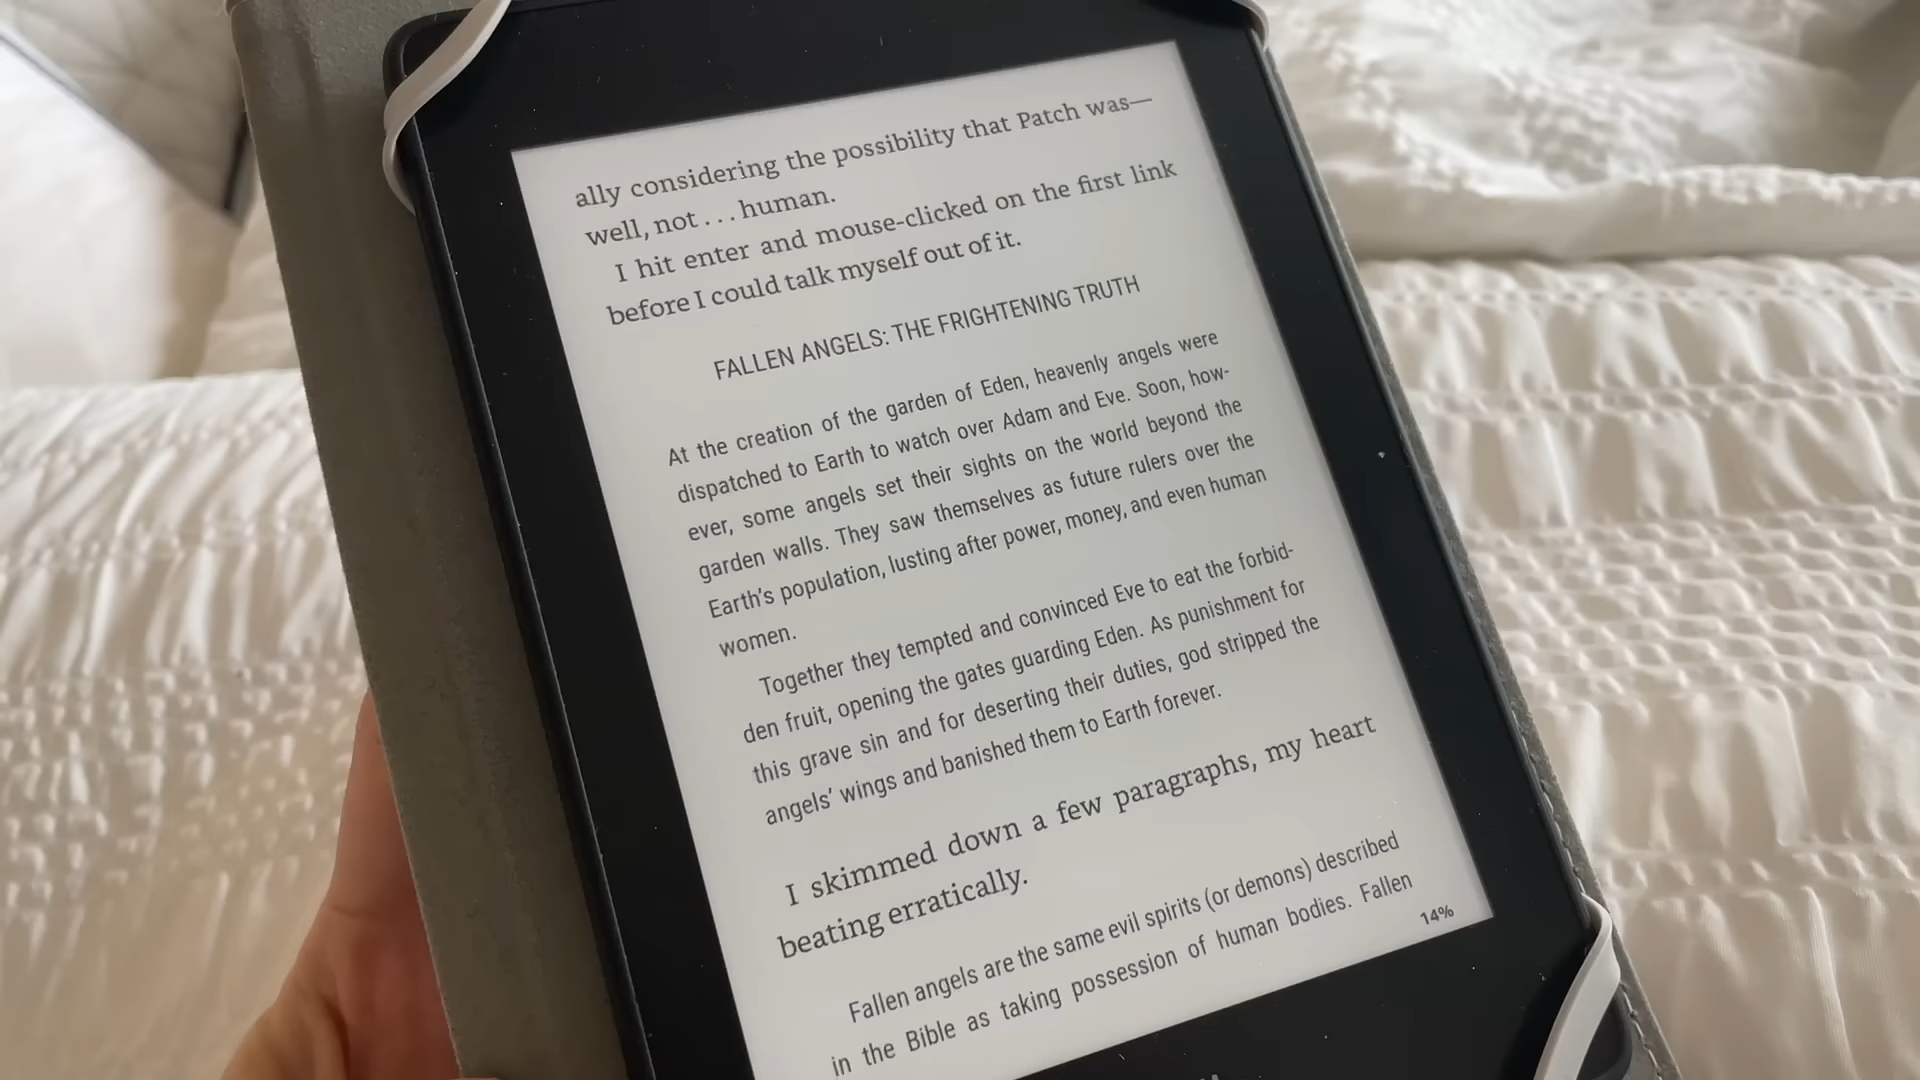 ally considering the possibility that Patch was—
well, not . . . human.
I hit enter and mouse-clicked on the first link
before I could talk myself out of it.
FALLEN ANGELS: THE FRIGHTENING TRUTH
At the creation of the garden of Eden, heavenly angels were
dispatched to Earth to watch over Adam and Eve. Soon, how-
ever, some angels set their sights on the world beyond the
garden walls. They saw themselves as future rulers over the
Earth's population, lusting after power, money, and even human
women.
Together they tempted and convinced Eve to eat the forbid-
den fruit, opening the gates guarding Eden. As punishment for
this grave sin and for deserting their duties, god stripped the
angels' wings and banished them to Earth forever.
I skimmed down a few paragraphs, my heart
beating erratically.
Fallen angels are the same evil spirits (or demons) described
in the Bible as taking possession of human bodies. Fallen
14%